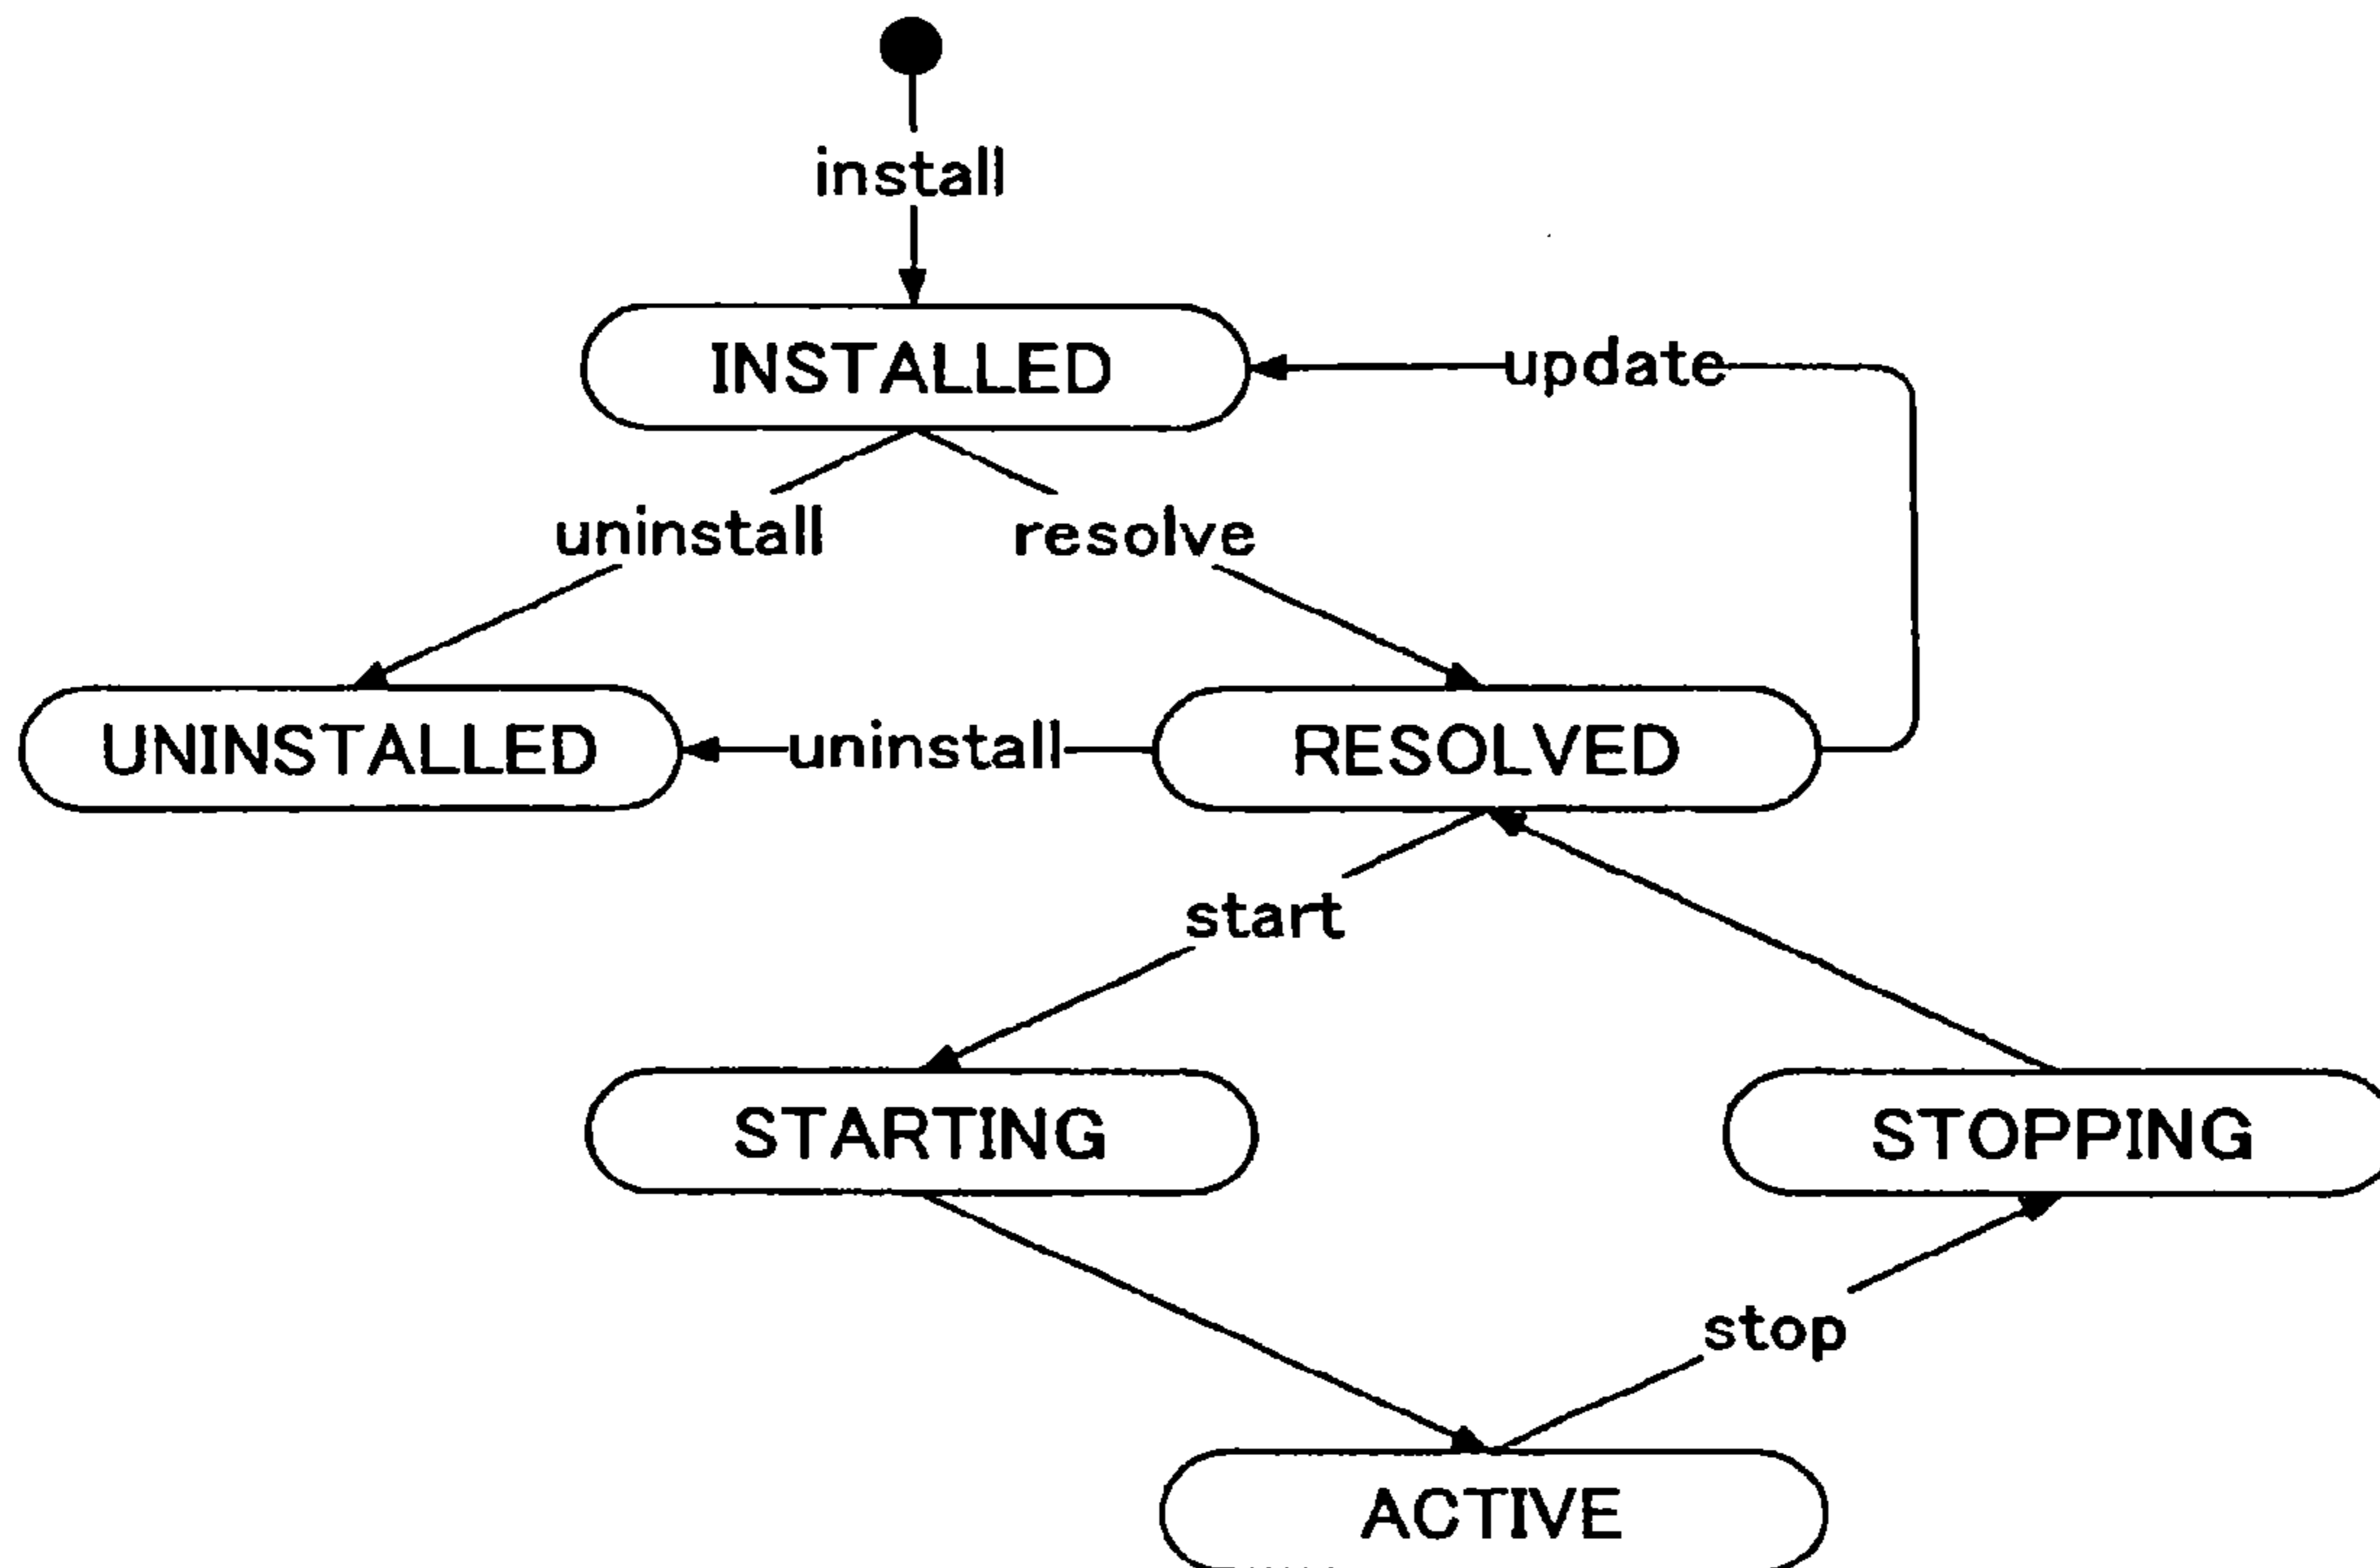 install
INSTALLED
update
uninstall
resolve
UNINSTALLED
uninstall
RESOLVED
start
STARTING
STOPPING
stop
ACTIVE